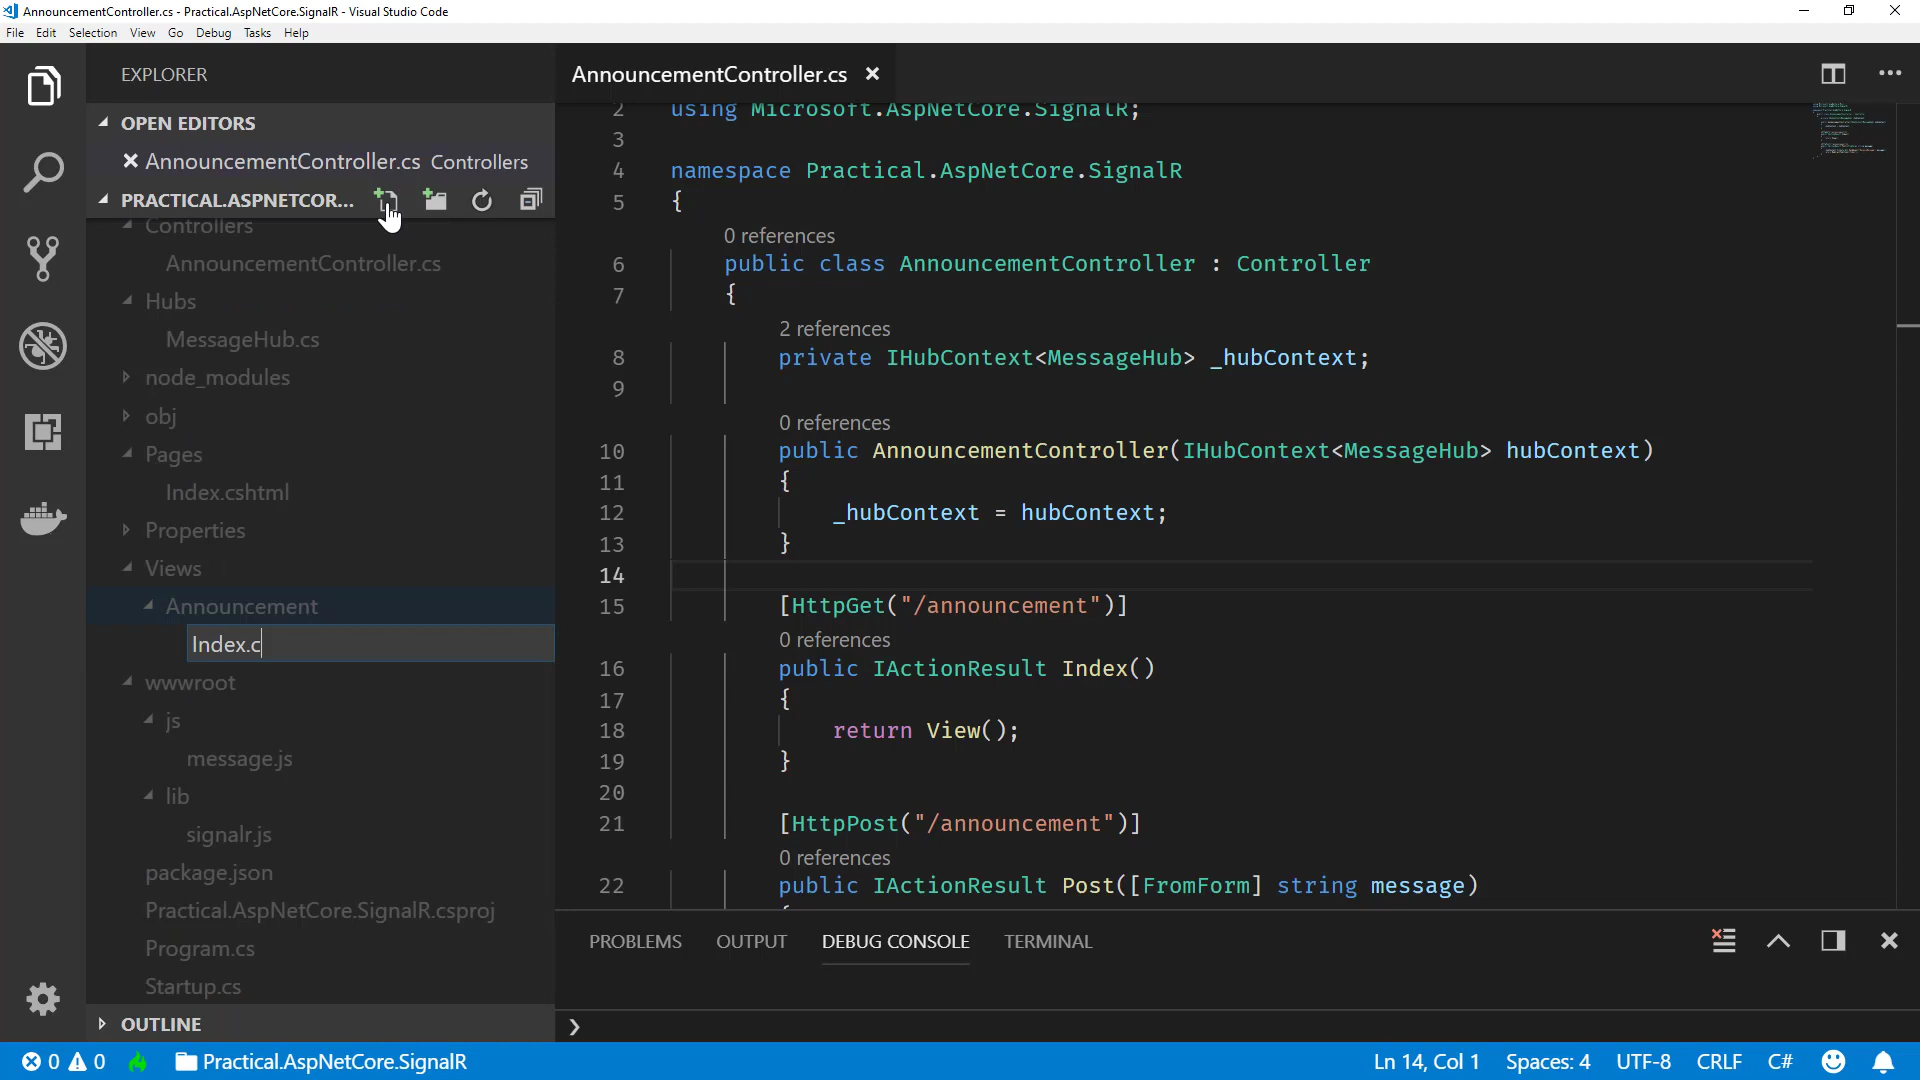 AnnouncementController.cs - Practical.AspNetCore.SignalR - Visual Studio Code
File Edit Selection View Go Debug Tasks Help
EXPLORER
OPEN EDITORS
AnnouncementController.cs Controllers
PRACTICAL.ASPNETCOR...
Controllers
AnnouncementController.cs
Hubs
MessageHub.cs
node_modules
obj
Pages
Index.cshtml
Properties
Views
Announcement
Index.c
wwwroot
js
message.js
lib
signalr.js
package.json
Practical.AspNetCore.SignalR.csproj
Program.cs
Startup.cs
OUTLINE
AnnouncementController.cs
2 using Microsoft.AspNetCore.SignalR;
3
4 namespace Practical.AspNetCore.SignalR
5 {
0 references
6 public class AnnouncementController : Controller
7 {
2 references
8 private IHubContext<MessageHub> _hubContext;
9
0 references
10 public AnnouncementController(IHubContext<MessageHub> hubContext)
11 {
12 _hubContext = hubContext;
13 }
14
15 [HttpGet("/announcement")]
0 references
16 public IActionResult Index()
17 {
18 return View();
19 }
20
21 [HttpPost("/announcement")]
0 references
22 public IActionResult Post([FromForm] string message)
PROBLEMS OUTPUT DEBUG CONSOLE TERMINAL
0 0 Practical.AspNetCore.SignalR Ln 14, Col 1 Spaces: 4 UTF-8 CRLF C#